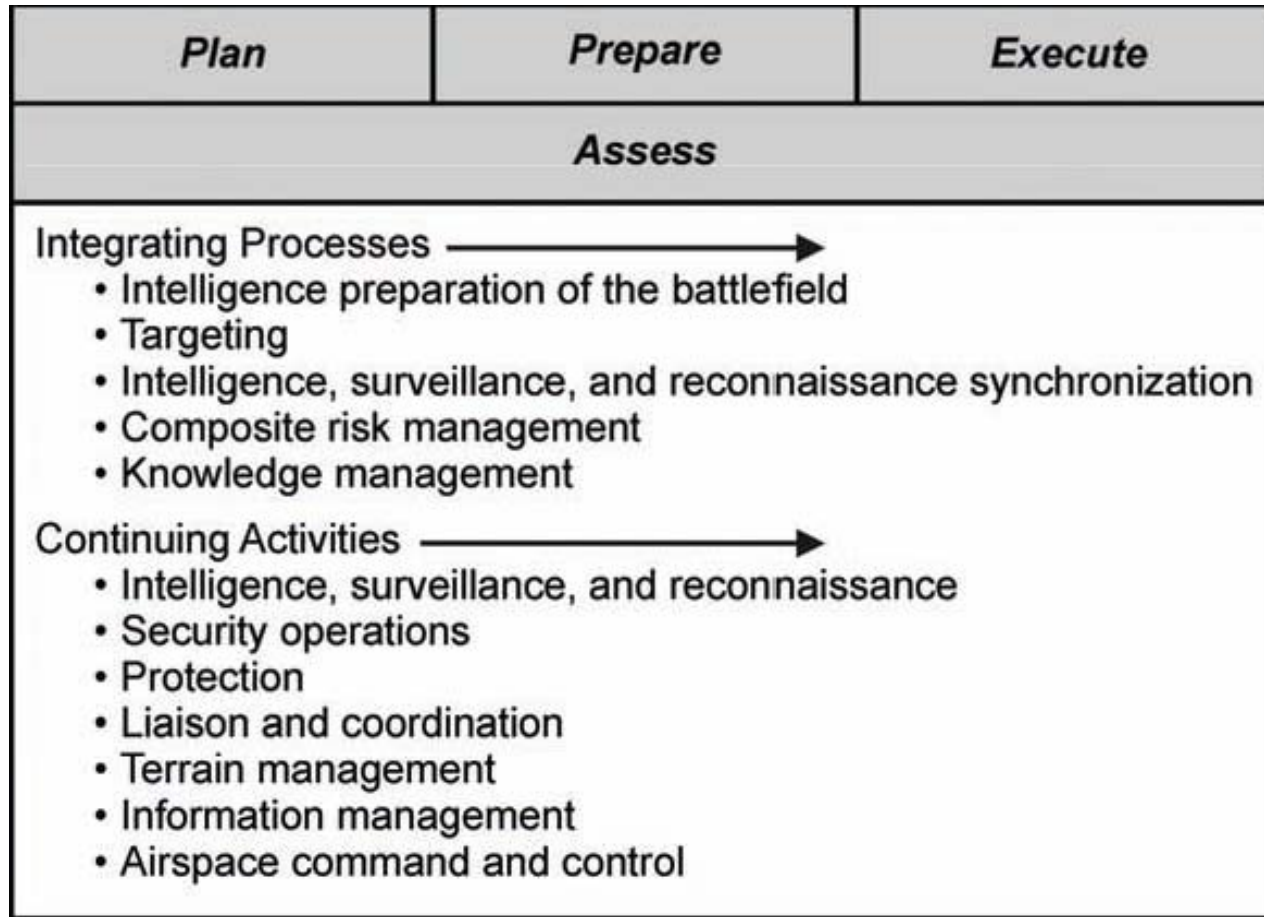 Plan
Prepare
Execute
Assess
Integrating Processes
• Intelligence preparation of the battlefield
• Targeting
• Intelligence, surveillance, and reconnaissance synchronization
• Composite risk management
• Knowledge management
Continuing Activities
• Intelligence, surveillance, and reconnaissance
• Security operations
• Protection
• Liaison and coordination
• Terrain management
• Information management
• Airspace command and control